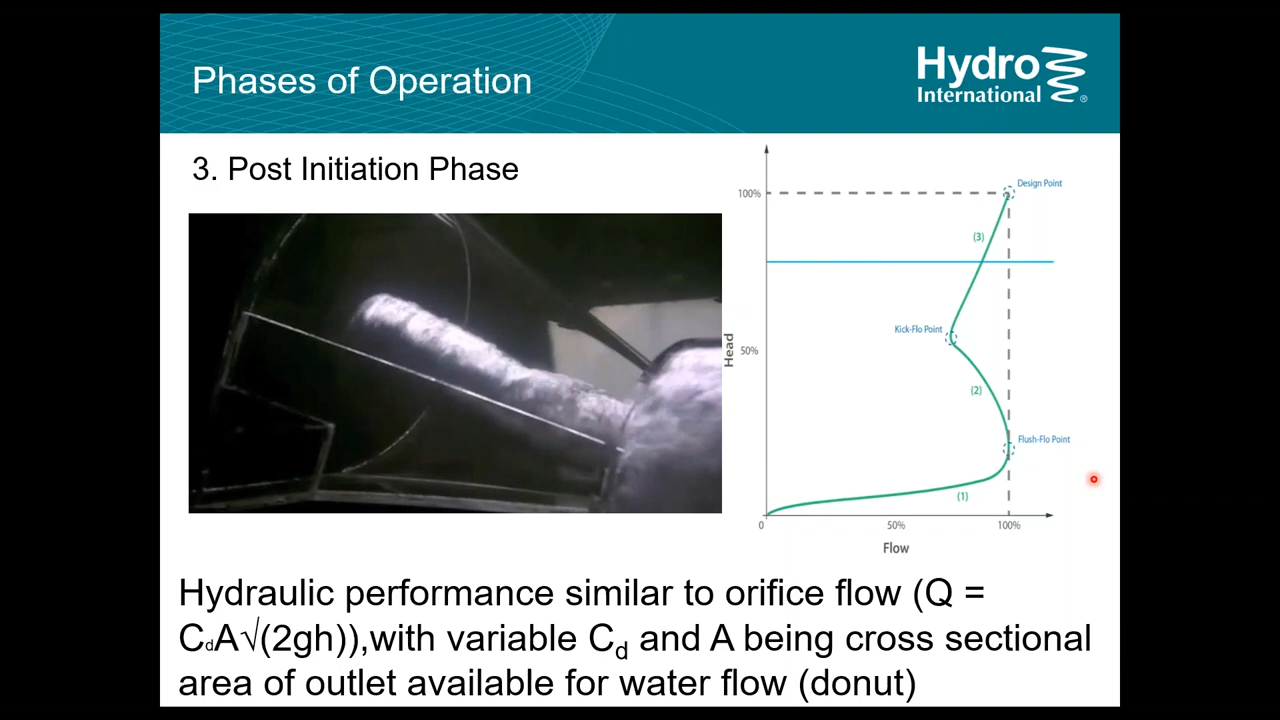 Phases of Operation
Hydro
International
®
3. Post Initiation Phase
100%
Design Point
(3)
Kick-Flo Point
Head
50%
(2)
Flush-Flo Point
(1)
0
50%
100%
Flow
Hydraulic performance similar to orifice flow (Q =
CdA√(2gh)),with variable Cd and A being cross sectional
area of outlet available for water flow (donut)